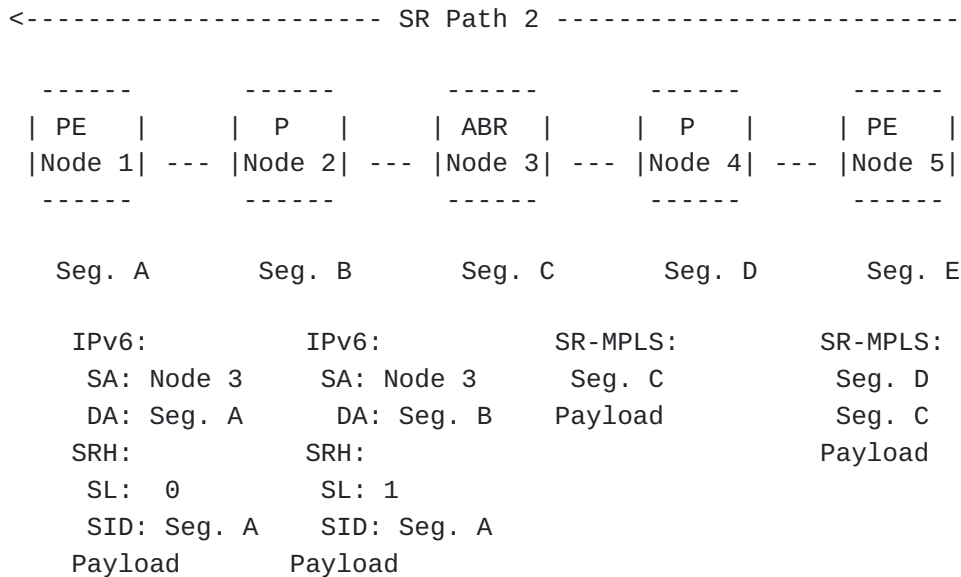 <----------------------- SR Path 2 --------------------------
------ ------ ------ ------ ------
| PE | | P | | ABR | | P | | PE |
|Node 1| --- |Node 2| --- |Node 3| --- |Node 4| --- |Node 5|
------ ------ ------ ------ ------
Seg. A Seg. B Seg. C Seg. D Seg. E
IPv6: IPv6: SR-MPLS: SR-MPLS:
SA: Node 3 SA: Node 3 Seg. C Seg. D
DA: Seg. A DA: Seg. B Payload Seg. C
SRH: SRH: Payload
SL: 0 SL: 1
SID: Seg. A SID: Seg. A
Payload Payload